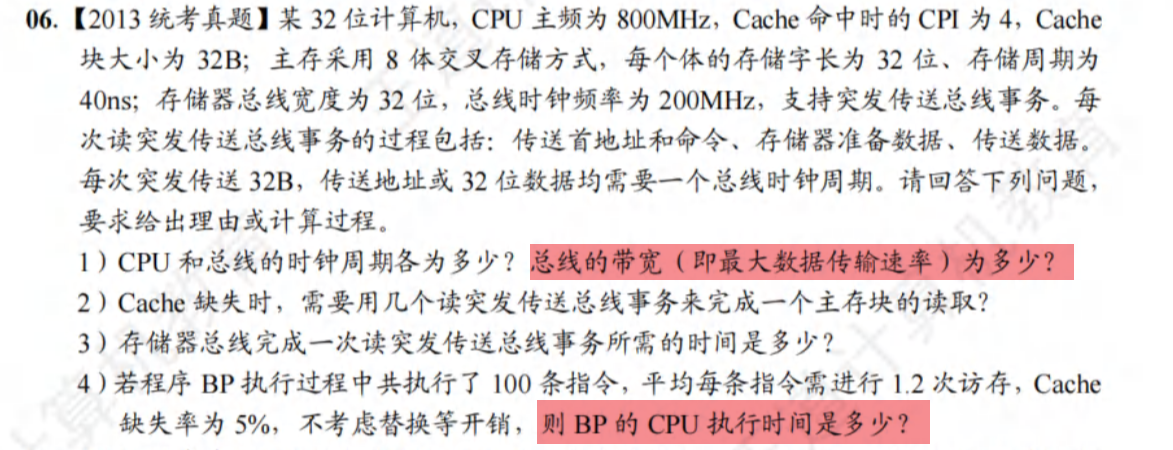 06.【2013 统考真题】某 32 位计算机，CPU 主频为 800MHz，Cache 命中时的 CPI 为 4，Cache
块大小为 32B；主存采用 8 体交叉存储方式，每个体的存储字长为 32 位、存储周期为
40ns；存储器总线宽度为 32 位，总线时钟频率为 200MHz，支持突发传送总线事务。每
次读突发传送总线事务的过程包括：传送首地址和命令、存储器准备数据、传送数据。
每次突发传送 32B，传送地址或 32 位数据均需要一个总线时钟周期。请回答下列问题，
要求给出理由或计算过程。
1）CPU 和总线的时钟周期各为多少？总线的带宽（即最大数据传输速率）为多少？
2）Cache 缺失时，需要用几个读突发传送总线事务来完成一个主存块的读取？
3）存储器总线完成一次读突发传送总线事务所需的时间是多少？
4）若程序 BP 执行过程中共执行了 100 条指令，平均每条指令需进行 1.2 次访存，Cache
缺失率为 5%，不考虑替换等开销，则 BP 的 CPU 执行时间是多少？